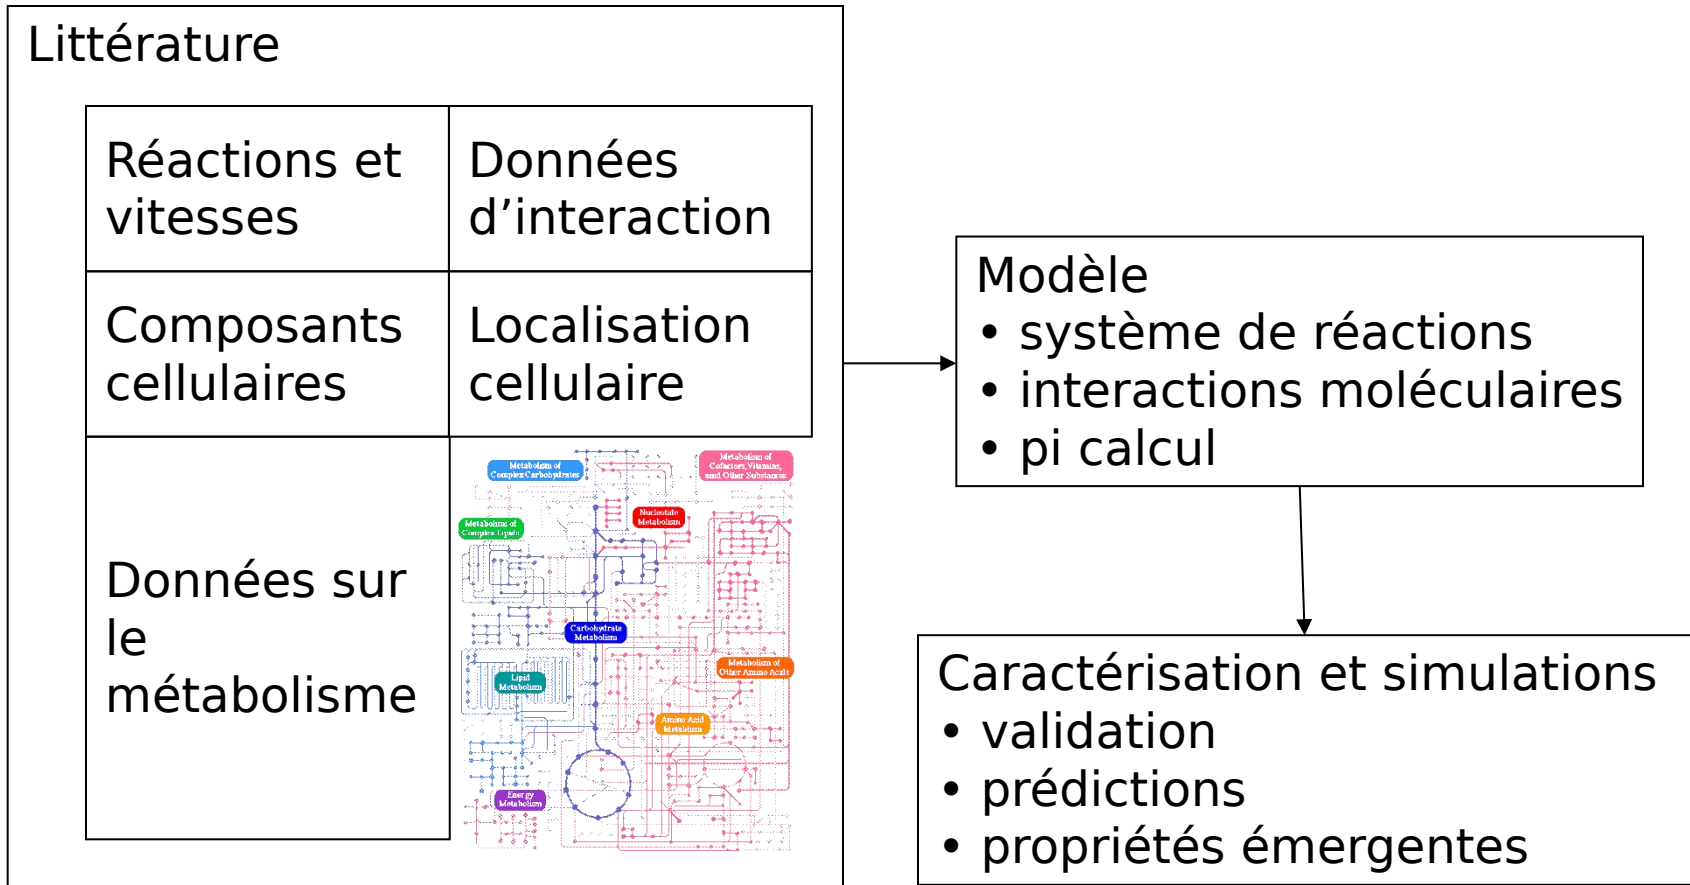 Littérature
Réactions et
vitesses
Données
d’interaction
Composants
cellulaires
Localisation
cellulaire
Données sur
le
métabolisme
Metabolism of
Complex Carbohydrates
Metabolism of
Cofactors, Vitamins,
and Other Substances
Metabolism of
Complex Lipids
Nucleotide
Metabolism
Carbohydrate
Metabolism
Metabolism of
Other Amino Acids
Lipid
Metabolism
Amino Acid
Metablism
Energy
Metabolism
Modèle
• système de réactions
• interactions moléculaires
• pi calcul
Caractérisation et simulations
• validation
• prédictions
• propriétés émergentes